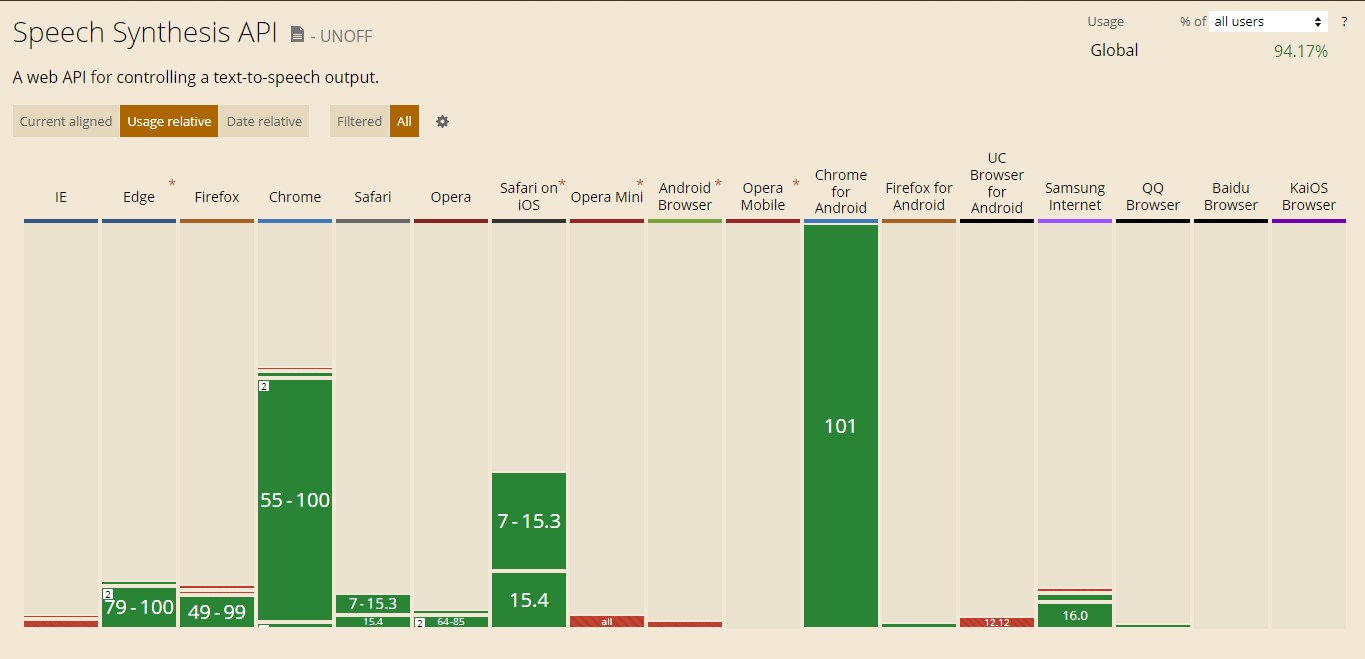 Speech Synthesis API - UNOFF
Usage % of all users ?
Global 94.17%
A web API for controlling a text-to-speech output.
Current aligned Usage relative Date relative Filtered All
IE
Edge *
Firefox
Chrome
Safari
Opera
Safari on *
iOS
Opera Mini *
Android *
Browser
Opera *
Mobile
Chrome
for
Android
Firefox for
Android
UC
Browser
for
Android
Samsung
Internet
QQ
Browser
Baidu
Browser
KaiOS
Browser
2
79 - 100
49 - 99
2
55 - 100
7 - 15.3
15.4
2 64-85
7 - 15.3
15.4
all
101
12.12
16.0